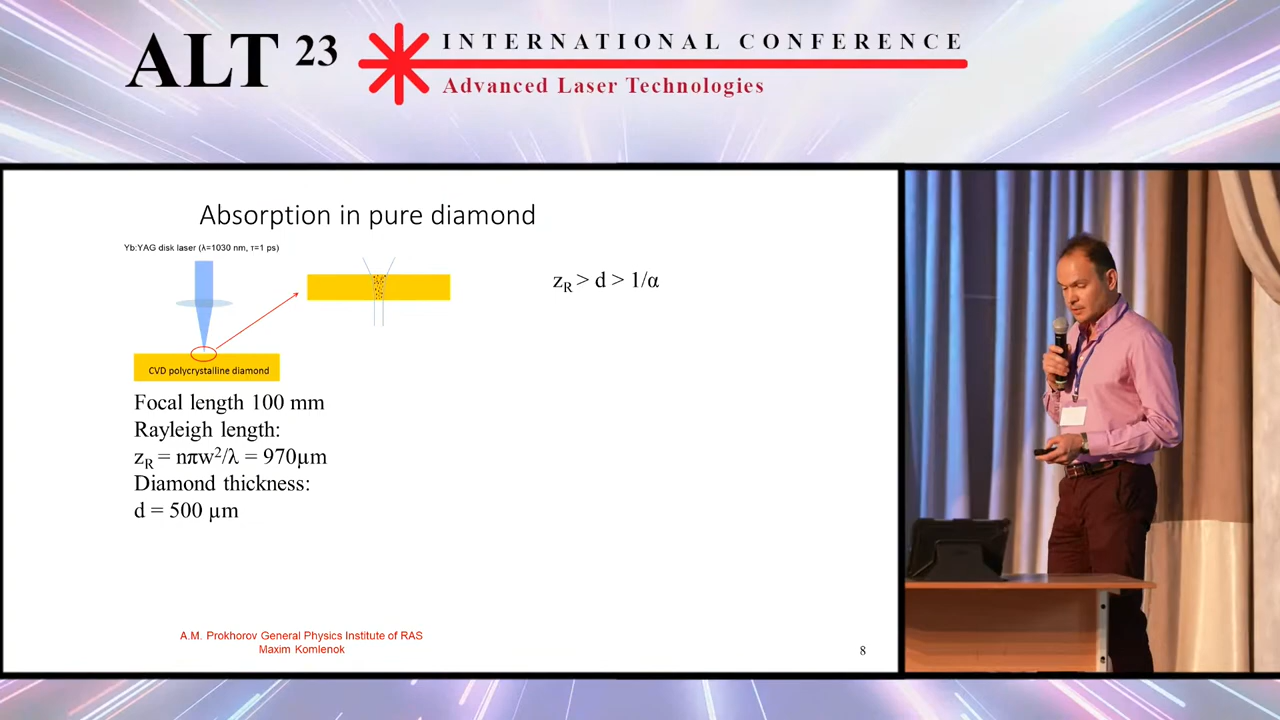 ALT 23
INTERNATIONAL CONFERENCE
Advanced Laser Technologies
Absorption in pure diamond
Yb:YAG disk laser (λ=1030 nm, τ=1 ps)
CVD polycrystalline diamond
z_R > d > 1/α
Focal length 100 mm
Rayleigh length:
z_R = nπw²/λ = 970µm
Diamond thickness:
d = 500 µm
A.M. Prokhorov General Physics Institute of RAS
Maxim Komlenok
8